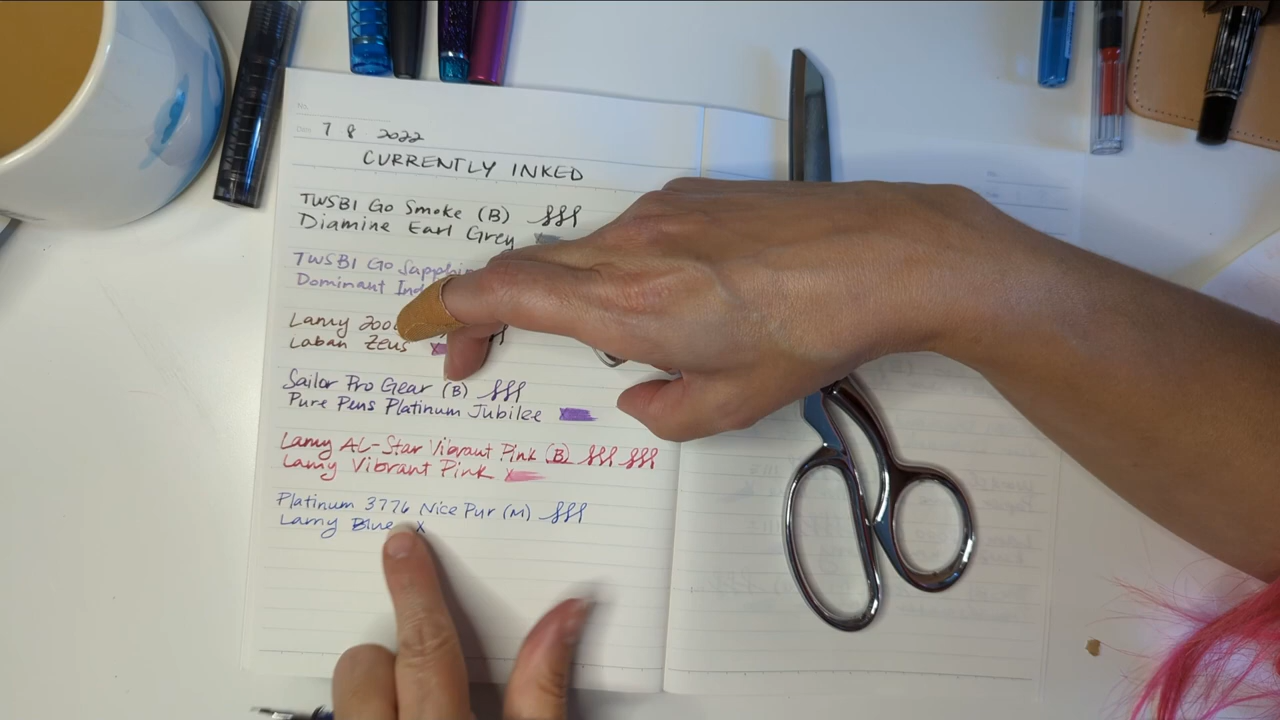 No.
7 8 2022
CURRENTLY INKED
TWSBI Go Smoke (B)
Diamine Earl Grey
TWSBI Go
Dominant
Lamy
Laban Zeus
Sailor Pro Gear (B)
Pure Pens Platinum Jubilee
Lamy AL-Star Vibrant Pink (B)
Lamy Vibrant Pink X
Platinum 3776 Nice Pur (M)
Lamy Blue X